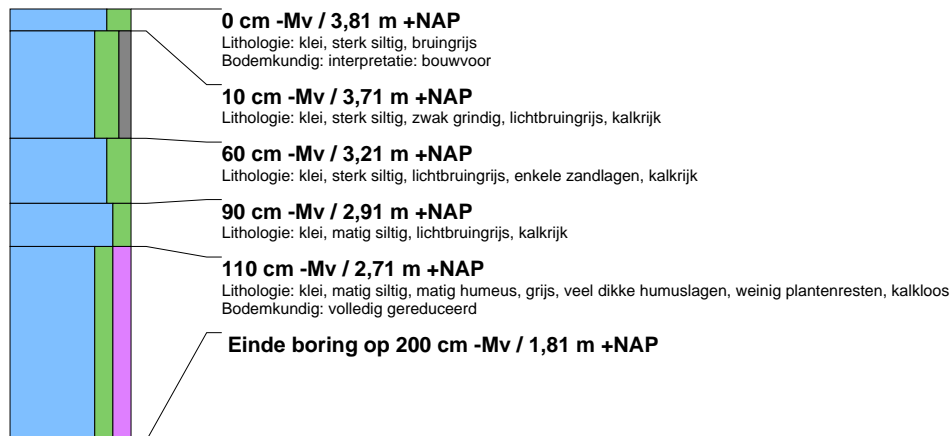 0 cm -Mv / 3,81 m +NAP
Lithologie: klei, sterk siltig, bruingrijs
Bodemkundig: interpretatie: bouwvoor
10 cm -Mv / 3,71 m +NAP
Lithologie: klei, sterk siltig, zwak grindig, lichtbruingrijs, kalkrijk
60 cm -Mv / 3,21 m +NAP
Lithologie: klei, sterk siltig, lichtbruingrijs, enkele zandlagen, kalkrijk
90 cm -Mv / 2,91 m +NAP
Lithologie: klei, matig siltig, lichtbruingrijs, kalkrijk
110 cm -Mv / 2,71 m +NAP
Lithologie: klei, matig siltig, matig humeus, grijs, veel dikke humuslagen, weinig plantenresten, kalkloos
Bodemkundig: volledig gereduceerd
Einde boring op 200 cm -Mv / 1,81 m +NAP